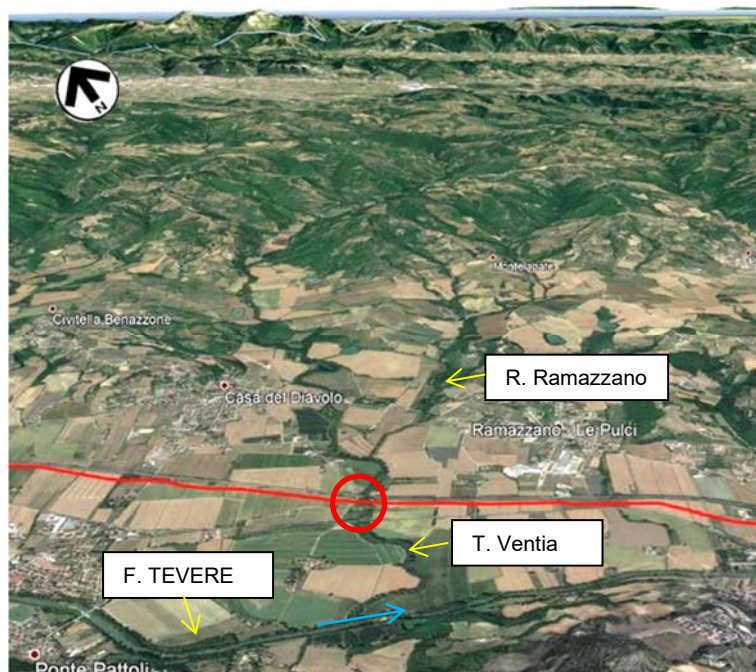 N
Montelabate
Civitella Benazzone
R. Ramazzano
Casa del Diavolo
Ramazzano - Le Pulci
T. Ventia
F. TEVERE
Ponte Pattoli